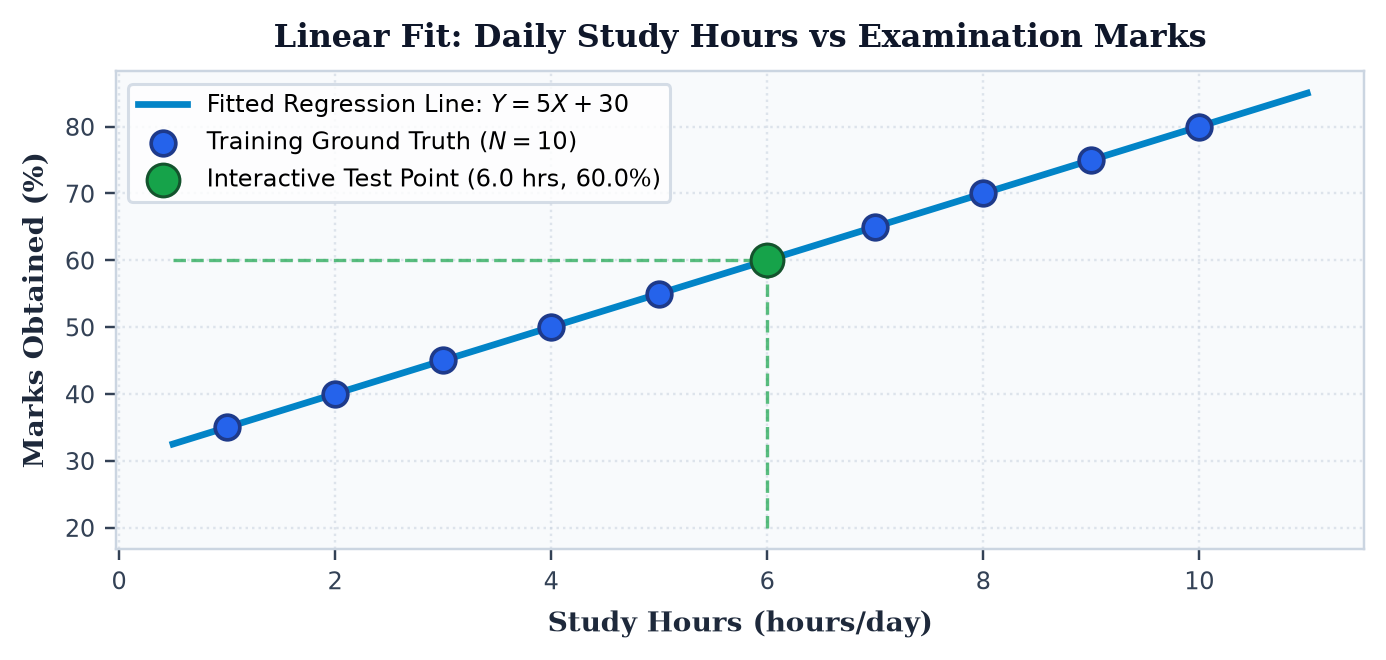 Linear Fit: Daily Study Hours vs Examination Marks
Fitted Regression Line: Y = 5X + 30
Training Ground Truth (N = 10)
Interactive Test Point (6.0 hrs, 60.0%)
Marks Obtained (%)
80
70
60
50
40
30
20
0 2 4 6 8 10
Study Hours (hours/day)